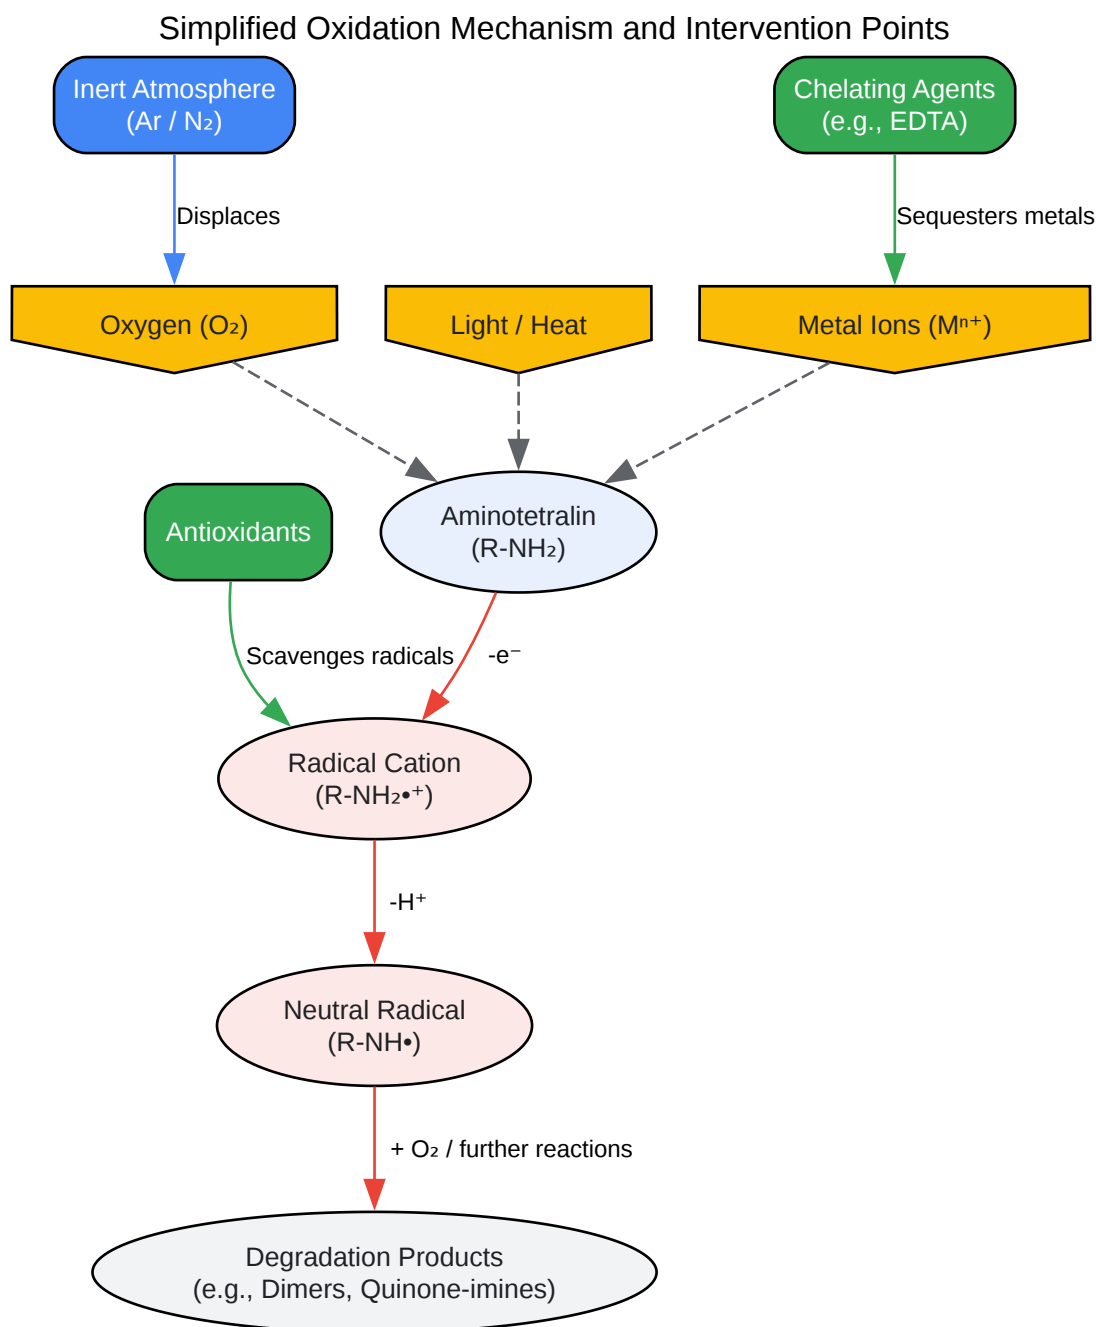 Simplified Oxidation Mechanism and Intervention Points
Inert Atmosphere
(Ar / N₂)
Chelating Agents
(e.g., EDTA)
Displaces
Sequesters metals
Oxygen (O₂)
Light / Heat
Metal Ions (Mⁿ⁺)
Aminotetralin
(R-NH₂)
Antioxidants
Scavenges radicals
-e⁻
Radical Cation
(R-NH₂•⁺)
-H⁺
Neutral Radical
(R-NH•)
+ O₂ / further reactions
Degradation Products
(e.g., Dimers, Quinone-imines)